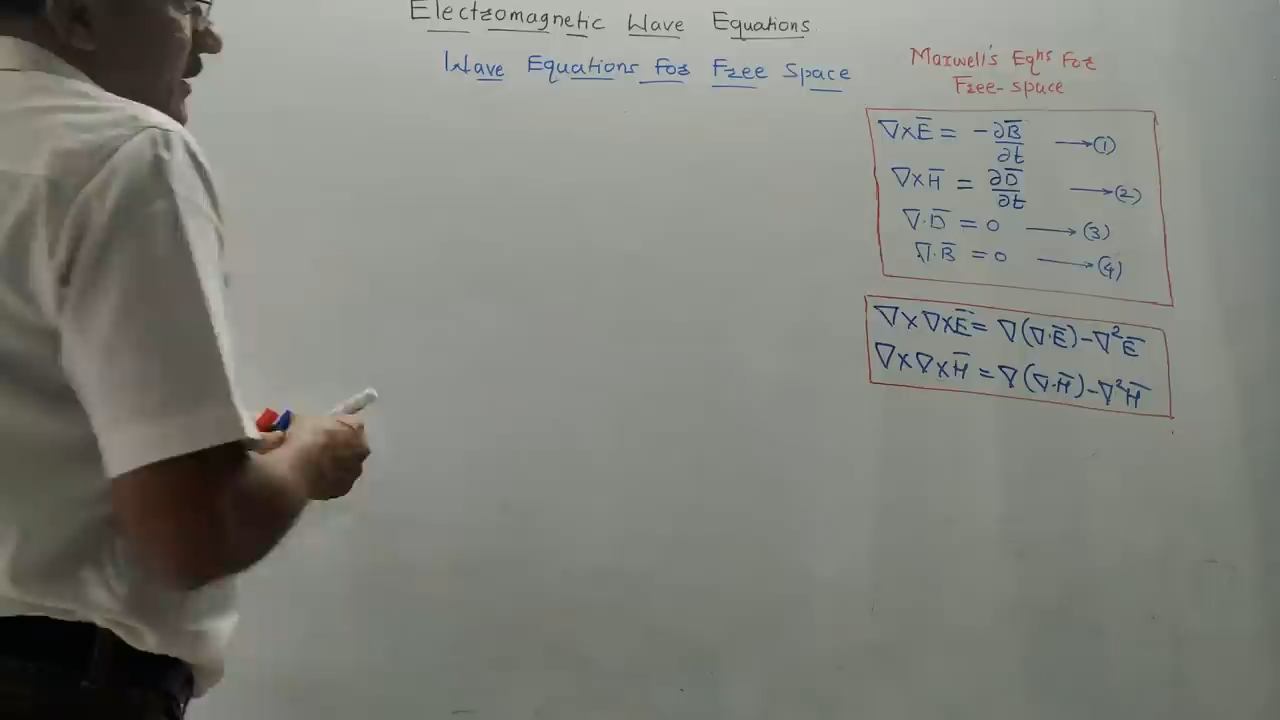 Electromagnetic Wave Equations
Wave Equations For Free Space
Maxwell's Eqns For
Free-space
∇×E̅ = -∂B̅/∂t → (1)
∇×H̅ = ∂D̅/∂t → (2)
∇·D̅ = 0 → (3)
∇·B̅ = 0 → (4)
∇×∇×E̅ = ∇(∇·E̅)-∇²E̅
∇×∇×H̅ = ∇(∇·H̅)-∇²H̅